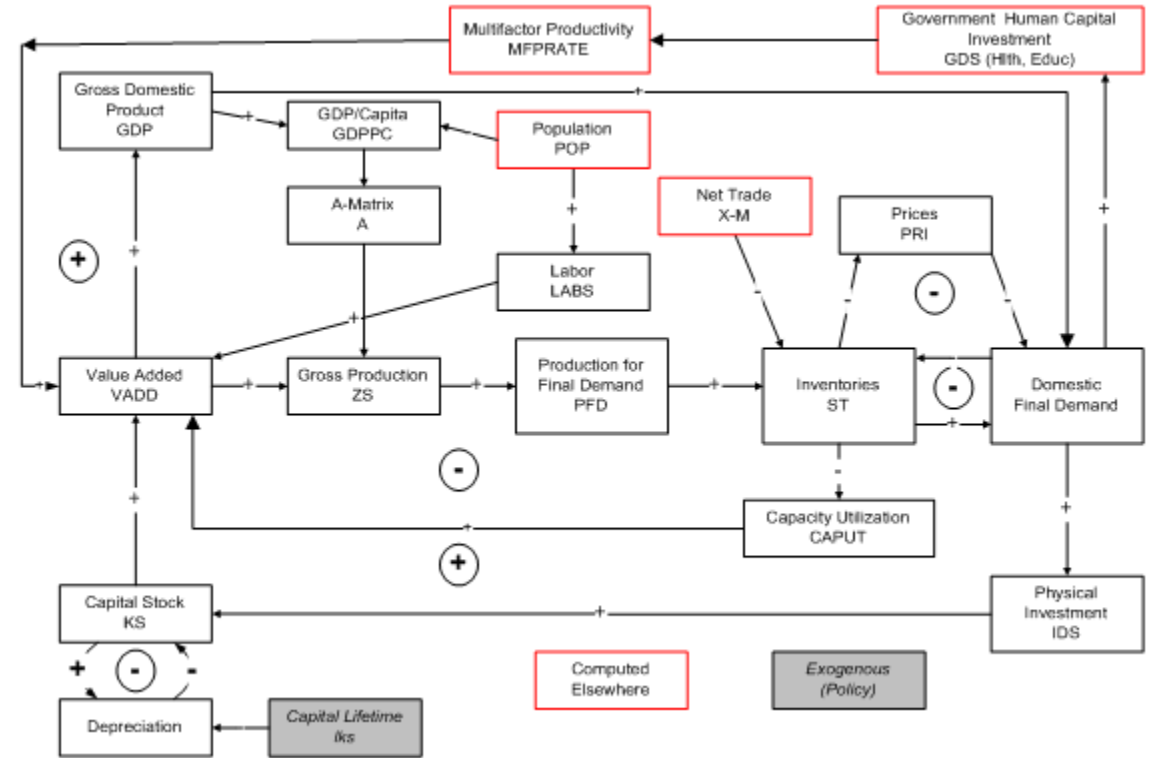 Multifactor Productivity
MFPRATE
Government Human Capital
Investment
GDS (Hlth, Educ)
Gross Domestic
Product
GDP
+
+
GDP/Capita
GDPPC
Population
POP
A-Matrix
A
+
Net Trade
X-M
Prices
PRI
+
+
+
Labor
LABS
-
-
-
-
+
Value Added
VADD
+
+
Gross Production
ZS
+
Production for
Final Demand
PFD
+
Inventories
ST
-
-
+
Domestic
Final Demand
-
-
+
+
Capacity Utilization
CAPUT
+
+
Capital Stock
KS
+
Physical
Investment
IDS
+
-
-
Computed
Elsewhere
Exogenous
(Policy)
Depreciation
Capital Lifetime
lks